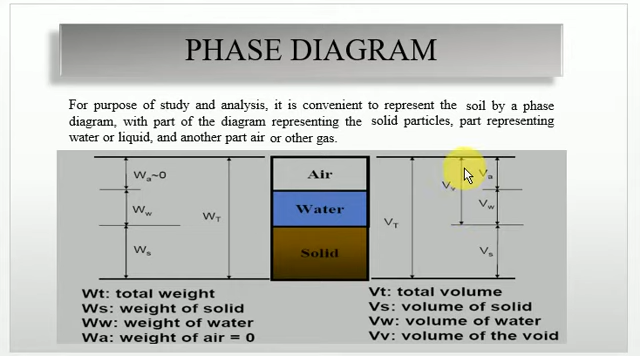 PHASE DIAGRAM
For purpose of study and analysis, it is convenient to represent the soil by a phase
diagram, with part of the diagram representing the solid particles, part representing
water or liquid, and another part air or other gas.
Wa~0
Ww
Ws
WT
Air
Water
Solid
VT
Vv
Va
Vw
Vs
Wt: total weight
Ws: weight of solid
Ww: weight of water
Wa: weight of air = 0
Vt: total volume
Vs: volume of solid
Vw: volume of water
Vv: volume of the void